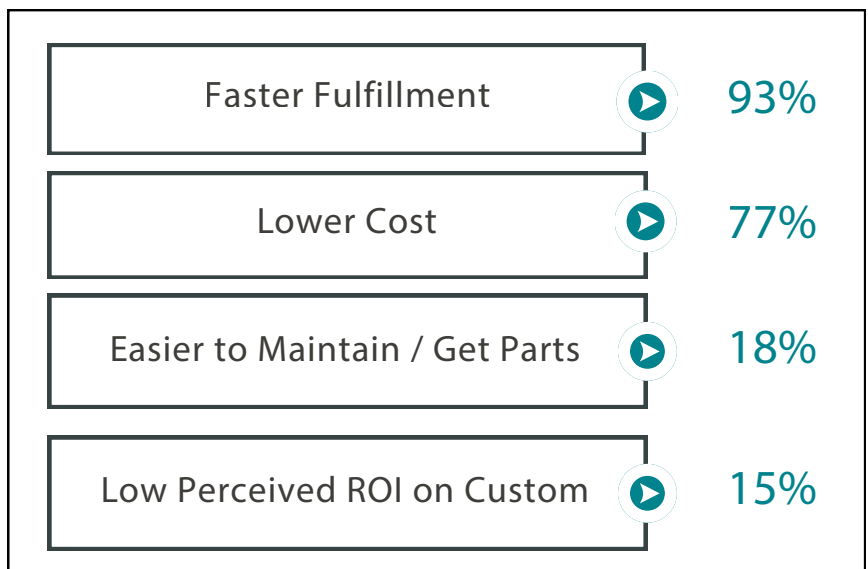 Faster Fulfillment 93%
Lower Cost 77%
Easier to Maintain / Get Parts 18%
Low Perceived ROI on Custom 15%